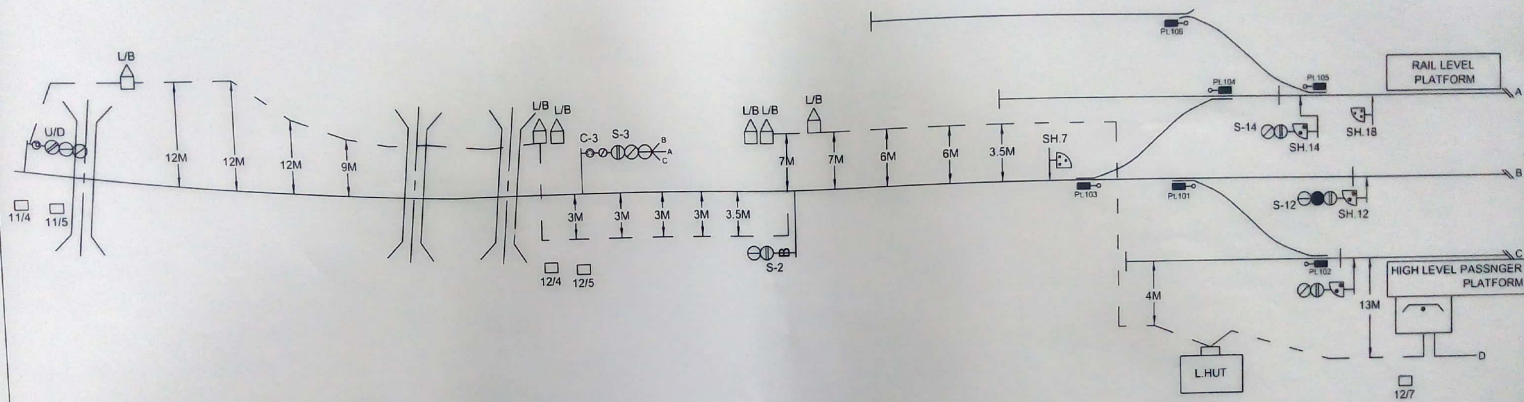 Pt.106
L/B
RAIL LEVEL
PLATFORM
Pt.104
Pt.105
A
L/B
L/B
L/B
L/B
L/B
U/D
C-3
S-3
B
A
C
S-14
SH.14
SH.18
12M
12M
12M
9M
7M
7M
6M
6M
3.5M
SH.7
B
Pt.103
Pt.101
11/4
11/5
3M
3M
3M
3M
3.5M
S-12
SH.12
B
S-2
12/4
12/5
C
Pt.102
HIGH LEVEL PASSNGER
PLATFORM
4M
13M
D
L.HUT
12/7